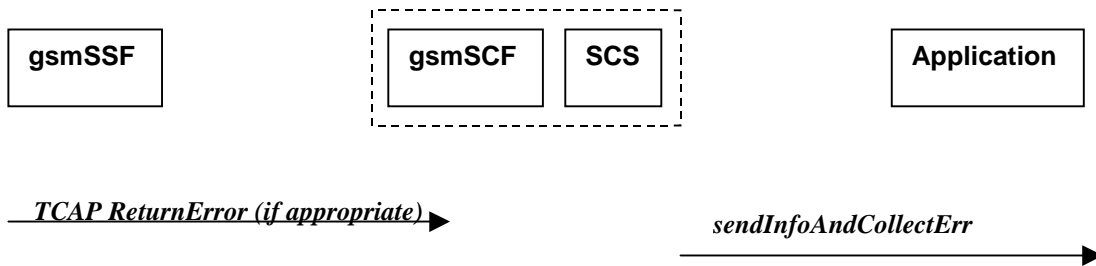 gsmSSF
gsmSCF
SCS
Application
TCAP ReturnError (if appropriate)
sendInfoAndCollectErr